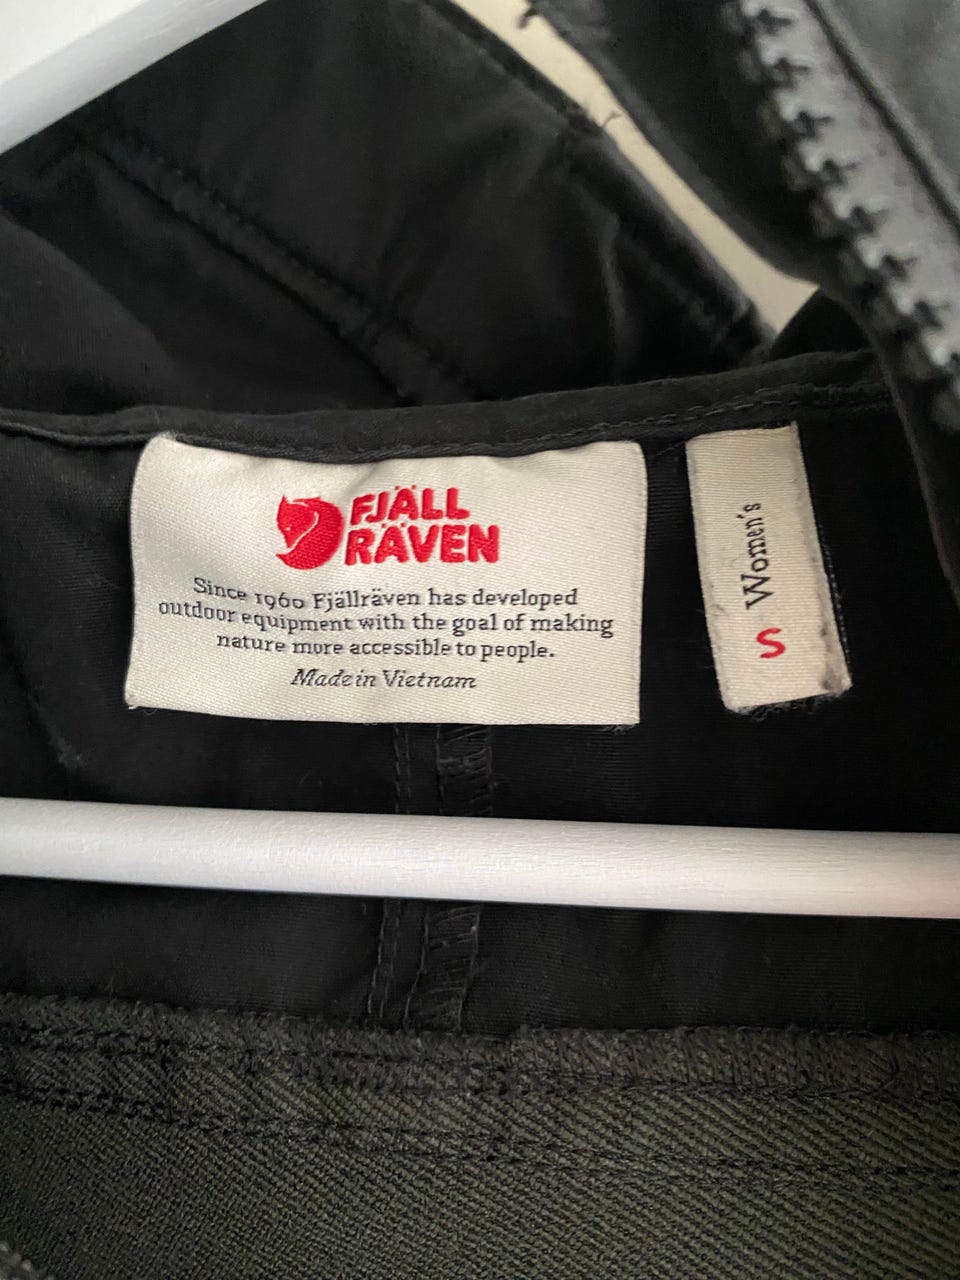 FJÄLL
RÄVEN
Since 1960 Fjällräven has developed
outdoor equipment with the goal of making
nature more accessible to people.
Made in Vietnam
Women's
S